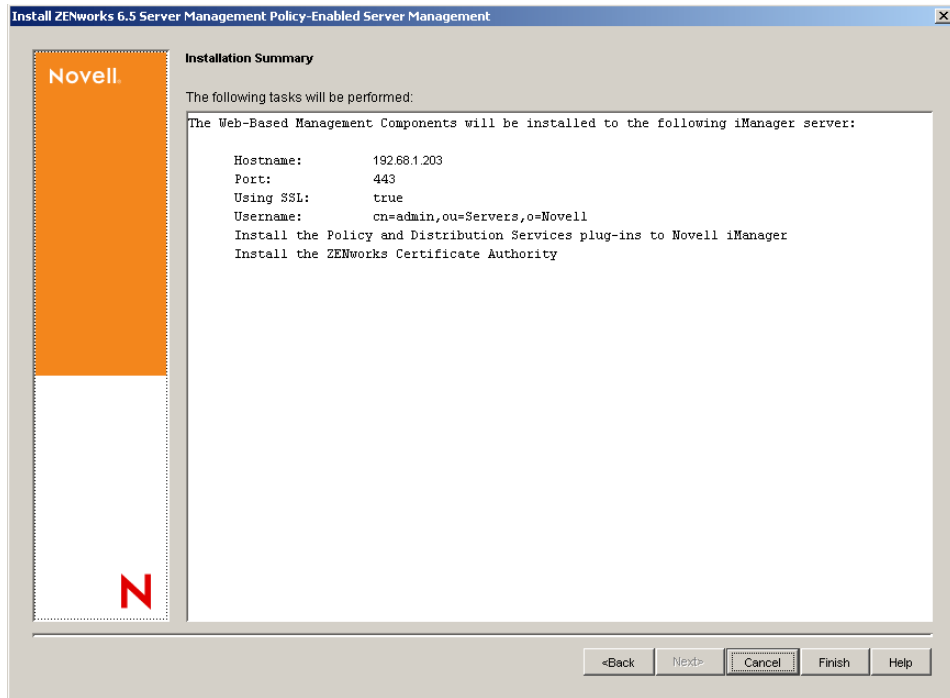 Install ZENworks 6.5 Server Management Policy-Enabled Server Management
Novell.
Installation Summary
The following tasks will be performed:
The Web-Based Management Components will be installed to the following iManager server:
Hostname: 192.68.1.203
Port: 443
Using SSL: true
Username: cn=admin,ou=Servers,o=Novell
Install the Policy and Distribution Services plug-ins to Novell iManager
Install the ZENworks Certificate Authority
N
<Back Next> Cancel Finish Help